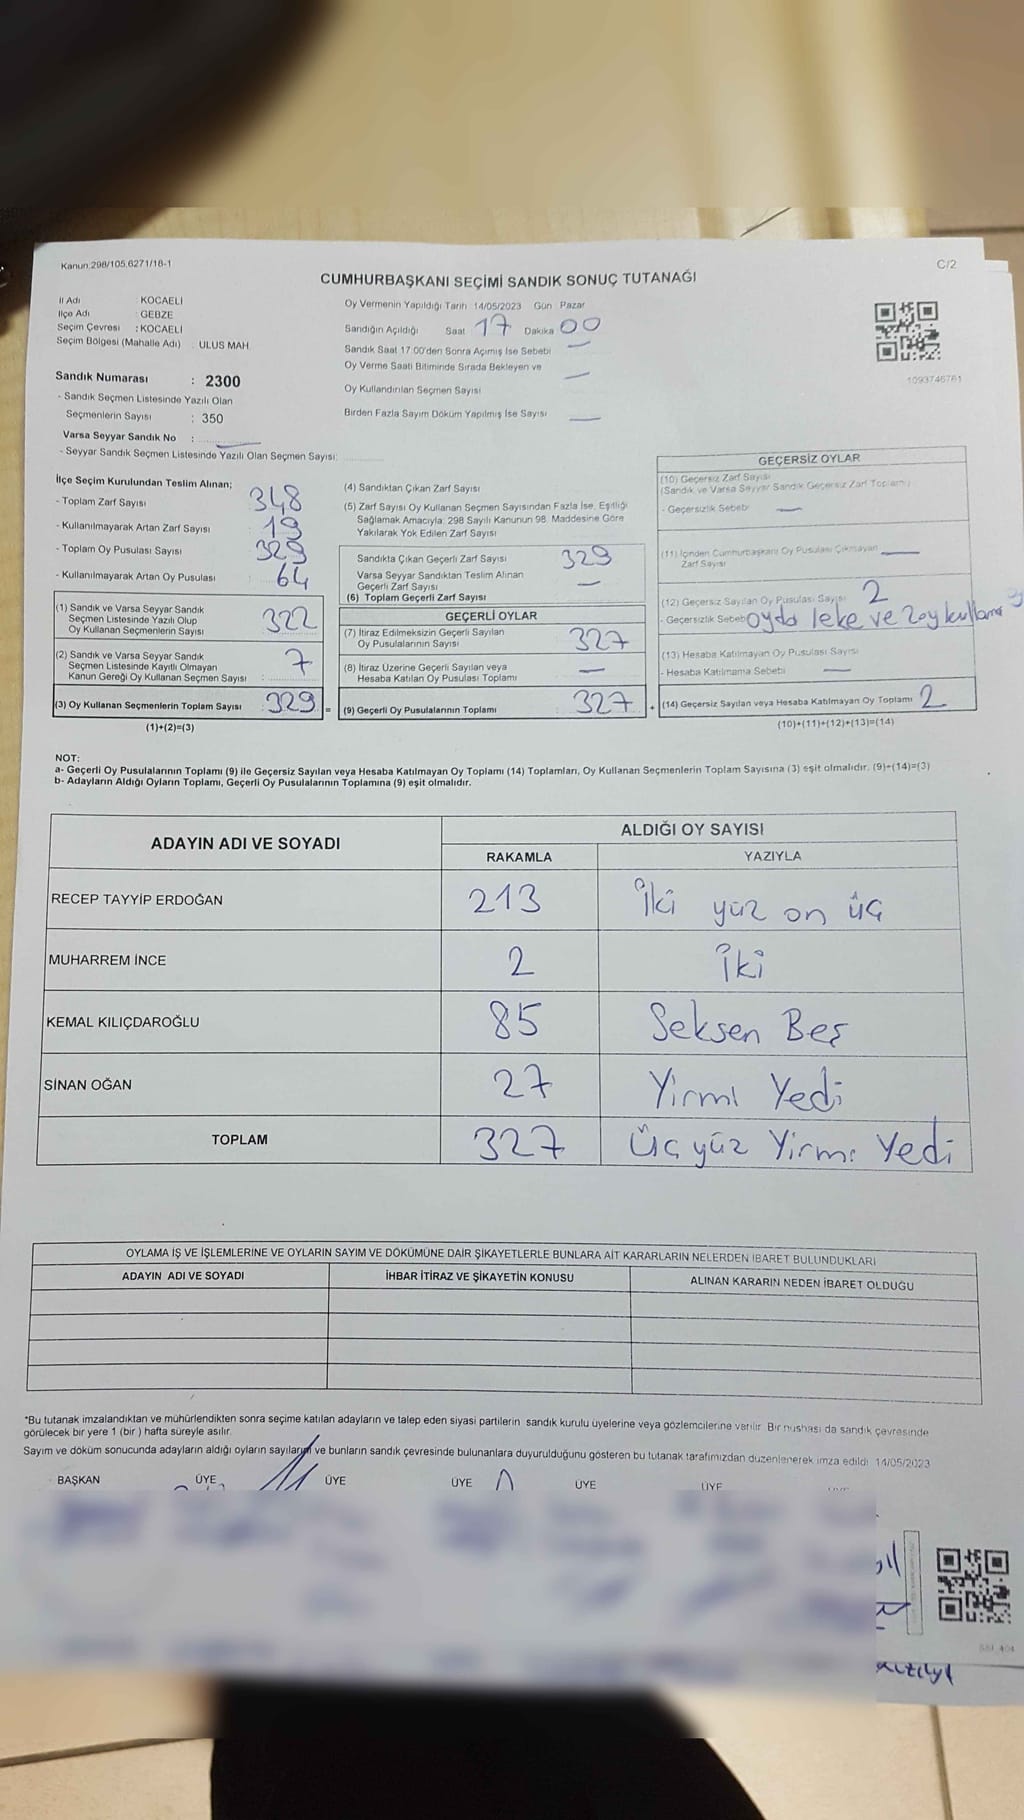 Kanun:298/105,6271/18-1
C/2
CUMHURBAŞKANI SEÇİMİ SANDIK SONUÇ TUTANAĞI
İl Adı : KOCAELİ
İlçe Adı : GEBZE
Seçim Çevresi : KOCAELİ
Seçim Bölgesi (Mahalle Adı) : ULUS MAH.
Oy Vermenin Yapıldığı Tarih : 14/05/2023 Gün : Pazar
Sandığın Açıldığı Saat 17 Dakika 00
Sandık Saat 17:00'den Sonra Açımış İse Sebebi —
Oy Verme Saati Bitiminde Sırada Bekleyen ve
Oy Kullandırılan Seçmen Sayısı —
Birden Fazla Sayım Döküm Yapılmış İse Sayısı —
1093746761
Sandık Numarası : 2300
- Sandık Seçmen Listesinde Yazılı Olan
Seçmenlerin Sayısı : 350
Varsa Seyyar Sandık No : —
- Seyyar Sandık Seçmen Listesinde Yazılı Olan Seçmen Sayısı:
İlçe Seçim Kurulundan Teslim Alınan;
- Toplam Zarf Sayısı 348
- Kullanılmayarak Artan Zarf Sayısı 19
- Toplam Oy Pusulası Sayısı 329
- Kullanılmayarak Artan Oy Pusulası 64
(1) Sandık ve Varsa Seyyar Sandık
Seçmen Listesinde Yazılı Olup
Oy Kullanan Seçmenlerin Sayısı 322
(2) Sandık ve Varsa Seyyar Sandık
Seçmen Listesinde Kayıtlı Olmayan
Kanun Gereği Oy Kullanan Seçmen Sayısı : 7
(3) Oy Kullanan Seçmenlerin Toplam Sayısı : 329 =
(1)+(2)=(3)
(4) Sandıktan Çıkan Zarf Sayısı
(5) Zarf Sayısı Oy Kullanan Seçmen Sayısından Fazla İse, Eşitliği
Sağlamak Amacıyla; 298 Sayılı Kanunun 98. Maddesine Göre
Yakılarak Yok Edilen Zarf Sayısı
Sandıkta Çıkan Geçerli Zarf Sayısı 329
Varsa Seyyar Sandıktan Teslim Alınan
Geçerli Zarf Sayısı —
(6) Toplam Geçerli Zarf Sayısı
GEÇERLİ OYLAR
(7) İtiraz Edilmeksizin Geçerli Sayılan
Oy Pusulalarının Sayısı 327
(8) İtiraz Üzerine Geçerli Sayılan veya
Hesaba Katılan Oy Pusulası Toplamı —
(9) Geçerli Oy Pusulalarının Toplamı 327 +
GEÇERSİZ OYLAR
(10) Geçersiz Zarf Sayısı
(Sandık ve Varsa Seyyar Sandık Geçersiz Zarf Toplamı)
- Geçersizlik Sebebi —
(11) İçinden Cumhurbaşkanı Oy Pusulası Çıkmayan —
Zarf Sayısı
(12) Geçersiz Sayılan Oy Pusulası Sayısı 2
- Geçersizlik Sebebi oyda leke ve 2 oy kullama
(13) Hesaba Katılmayan Oy Pusulası Sayısı
- Hesaba Katılmama Sebebi —
(14) Geçersiz Sayılan veya Hesaba Katılmayan Oy Toplamı 2
(10)+(11)+(12)+(13)=(14)
NOT:
a- Geçerli Oy Pusulalarının Toplamı (9) ile Geçersiz Sayılan veya Hesaba Katılmayan Oy Toplamı (14) Toplamları, Oy Kullanan Seçmenlerin Toplam Sayısına (3) eşit olmalıdır. (9)+(14)=(3)
b- Adayların Aldığı Oyların Toplamı, Geçerli Oy Pusulalarının Toplamına (9) eşit olmalıdır.
ADAYIN ADI VE SOYADI
ALDIĞI OY SAYISI
RAKAMLA YAZIYLA
RECEP TAYYİP ERDOĞAN 213 İki yüz on üç
MUHARREM İNCE 2 İki
KEMAL KILIÇDAROĞLU 85 Seksen Beş
SİNAN OĞAN 27 Yirmi Yedi
TOPLAM 327 Üç yüz Yirmi Yedi
OYLAMA İŞ VE İŞLEMLERİNE VE OYLARIN SAYIM VE DÖKÜMÜNE DAİR ŞİKAYETLERLE BUNLARA AİT KARARLARIN NELERDEN İBARET BULUNDUKLARI
ADAYIN ADI VE SOYADI İHBAR İTİRAZ VE ŞİKAYETİN KONUSU ALINAN KARARIN NEDEN İBARET OLDUĞU
*Bu tutanak imzalandıktan ve mühürlendikten sonra seçime katılan adayların ve talep eden siyasi partilerin sandık kurulu üyelerine veya gözlemcilerine verilir. Bir nushası da sandık çevresinde
görülecek bir yere 1 (bir ) hafta süreyle asılır.
Sayım ve döküm sonucunda adayların aldığı oyların sayılarını ve bunların sandık çevresinde bulunanlara duyurulduğunu gösteren bu tutanak tarafımızdan düzenlenerek imza edildi. 14/05/2023
BAŞKAN ÜYE ÜYE ÜYE ÜYE ÜYE